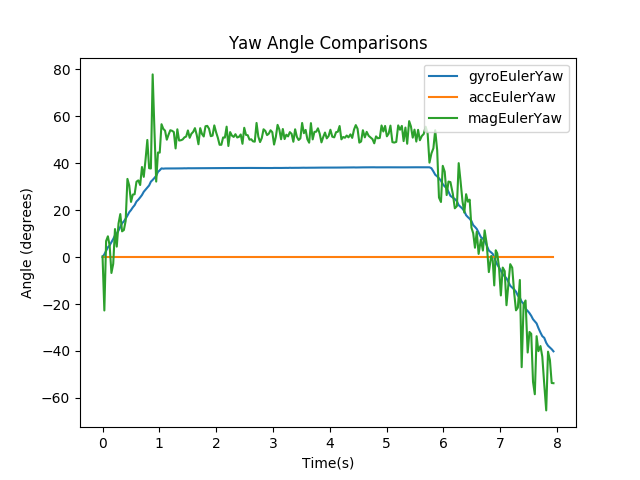 Yaw Angle Comparisons
gyroEulerYaw
accEulerYaw
magEulerYaw
Angle (degrees)
80
60
40
20
0
−20
−40
−60
0 1 2 3 4 5 6 7 8
Time(s)